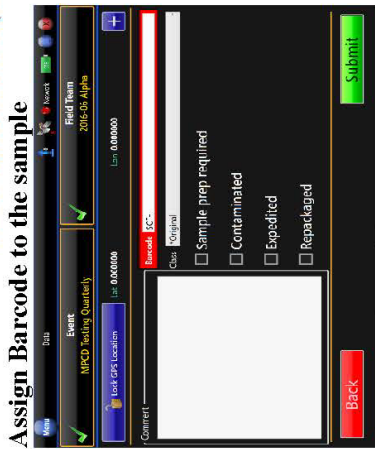 Assign Barcode to the sample
Menu Data Network
Event Field Team
MPCD Testing Quarterly 2016-06 Alpha
Lock GPS Location Lat 0.000000 Lon 0.000000 +
Comment Barcode SC-
Class *Original
Sample prep required
Contaminated
Expedited
Repackaged
Back Submit